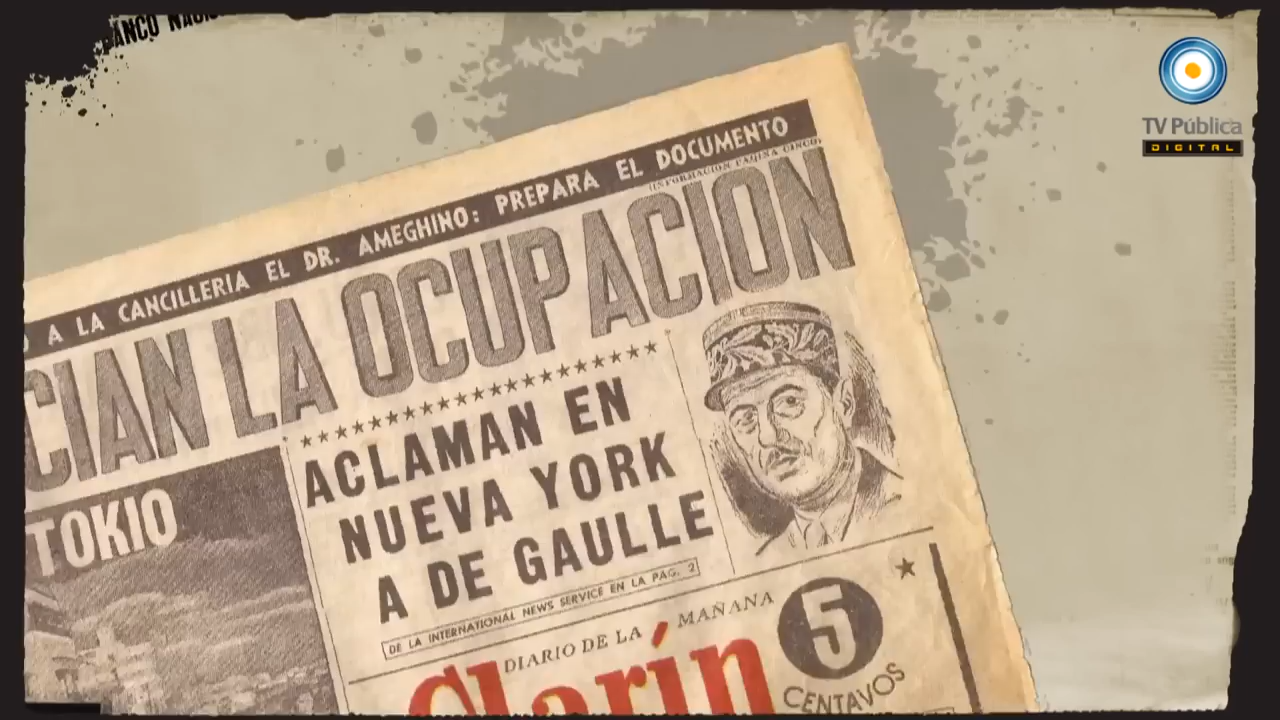 BANCO
TV Pública
DIGITAL
A LA CANCILLERIA EL DR. AMEGHINO: PREPARA EL DOCUMENTO
(INFORMACION PAGINA CINCO)
CIAN LA OCUPACION
TOKIO
ACLAMAN EN
NUEVA YORK
A DE GAULLE
DE LA INTERNATIONAL NEWS SERVICE EN LA PAG. 2
DIARIO DE LA MAÑANA
Clarín
5
CENTAVOS